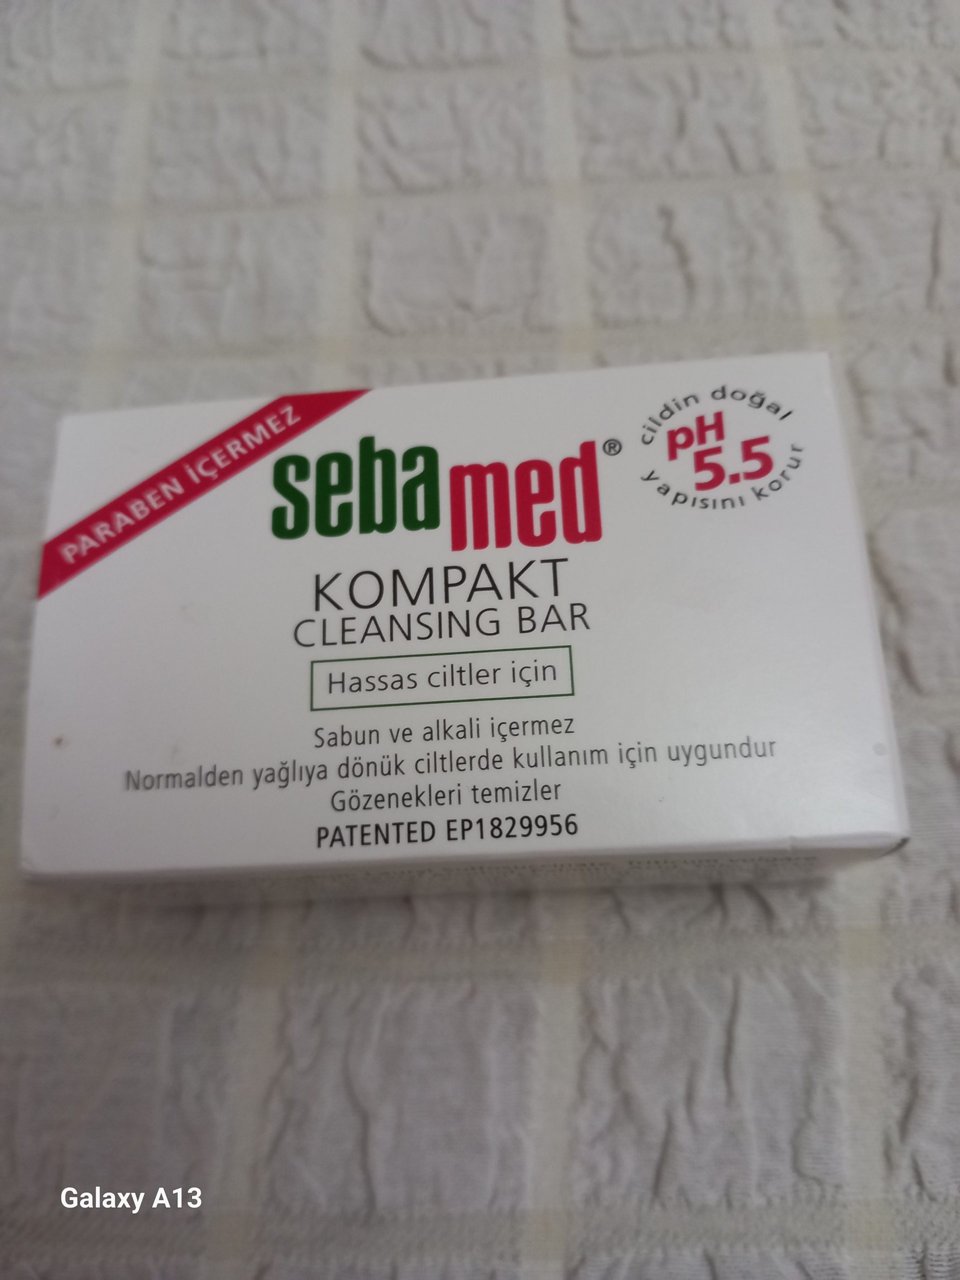 PARABEN İÇERMEZ
sebamed®
cildin doğal
pH
5.5
yapısını korur
KOMPAKT
CLEANSING BAR
Hassas ciltler için
Sabun ve alkali içermez
Normalden yağlıya dönük ciltlerde kullanım için uygundur
Gözenekleri temizler
PATENTED EP1829956
Galaxy A13